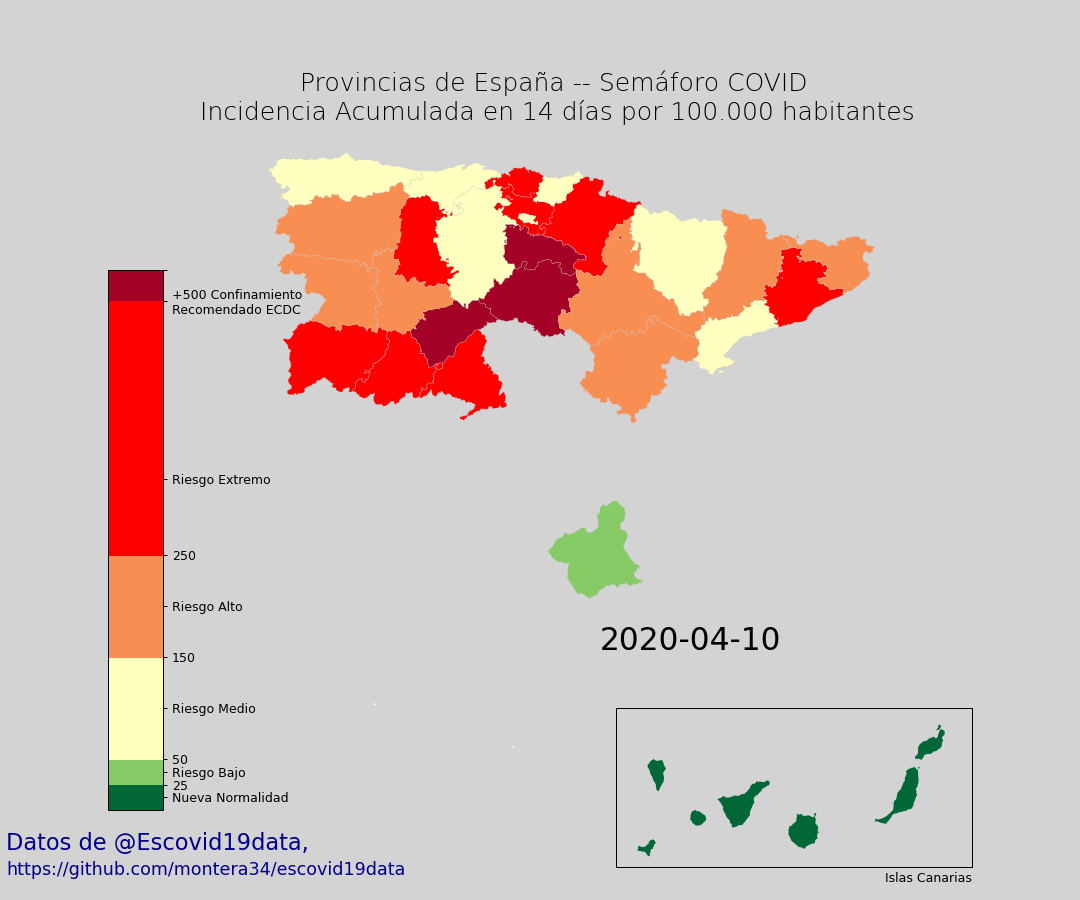 Provincias de España -- Semáforo COVID
Incidencia Acumulada en 14 días por 100.000 habitantes
+500 Confinamiento
Recomendado ECDC
Riesgo Extremo
250
Riesgo Alto
150
Riesgo Medio
50
Riesgo Bajo
25
Nueva Normalidad
2020-04-10
Islas Canarias
Datos de @Escovid19data,
https://github.com/montera34/escovid19data